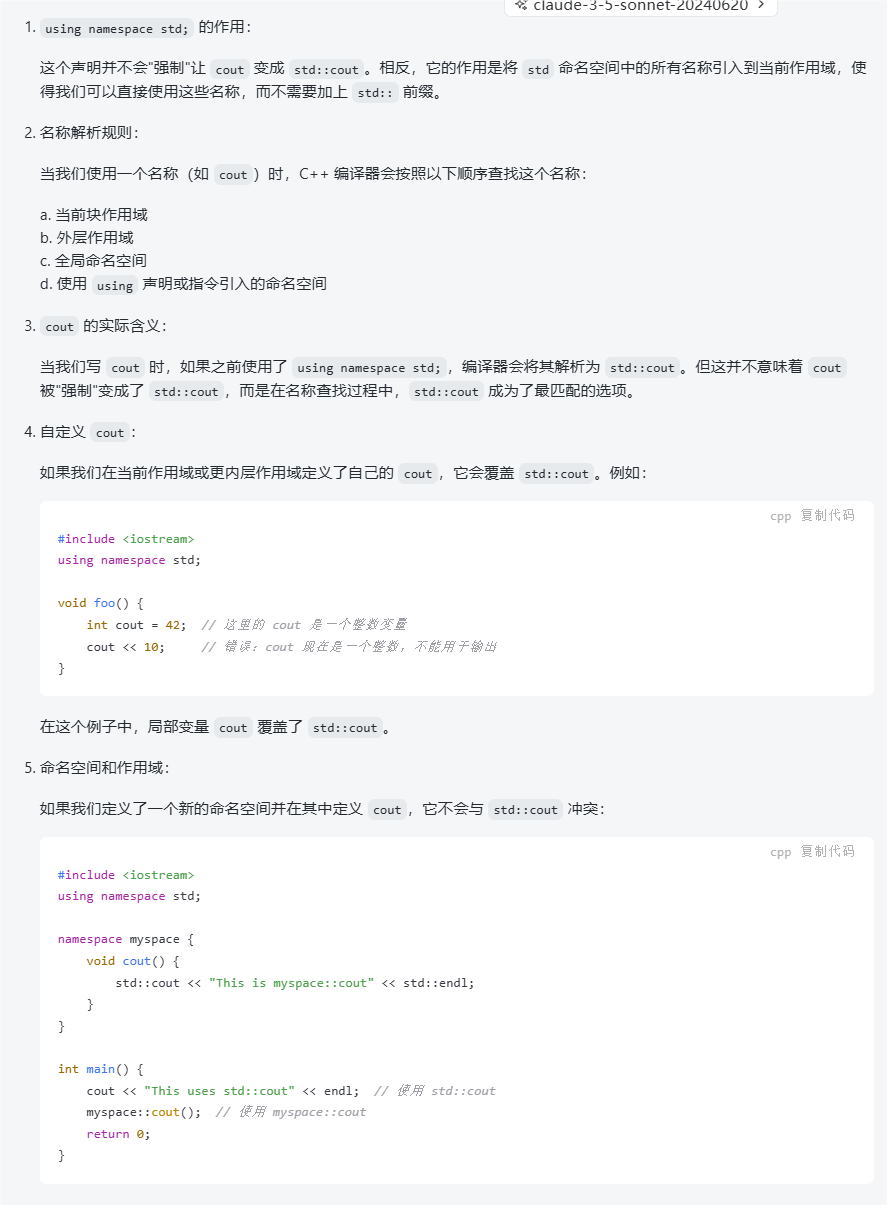 claude-3-5-sonnet-20240620 >
1. using namespace std; 的作用：
这个声明并不会"强制"让 cout 变成 std::cout 。相反，它的作用是将 std 命名空间中的所有名称引入到当前作用域，使
得我们可以直接使用这些名称，而不需要加上 std:: 前缀。
2. 名称解析规则：
当我们使用一个名称（如 cout ）时，C++ 编译器会按照以下顺序查找这个名称：
a. 当前块作用域
b. 外层作用域
c. 全局命名空间
d. 使用 using 声明或指令引入的命名空间
3. cout 的实际含义：
当我们写 cout 时，如果之前使用了 using namespace std; ，编译器会将其解析为 std::cout 。但这并不意味着 cout
被"强制"变成了 std::cout ，而是在名称查找过程中， std::cout 成为了最匹配的选项。
4. 自定义 cout ：
如果我们在当前作用域或更内层作用域定义了自己的 cout ，它会覆盖 std::cout 。例如：
cpp 复制代码
#include <iostream>
using namespace std;
void foo() {
int cout = 42; // 这里的 cout 是一个整数变量
cout << 10; // 错误：cout 现在是一个整数，不能用于输出
}
在这个例子中，局部变量 cout 覆盖了 std::cout 。
5. 命名空间和作用域：
如果我们定义了一个新的命名空间并在其中定义 cout ，它不会与 std::cout 冲突：
cpp 复制代码
#include <iostream>
using namespace std;
namespace myspace {
void cout() {
std::cout << "This is myspace::cout" << std::endl;
}
}
int main() {
cout << "This uses std::cout" << endl; // 使用 std::cout
myspace::cout(); // 使用 myspace::cout
return 0;
}